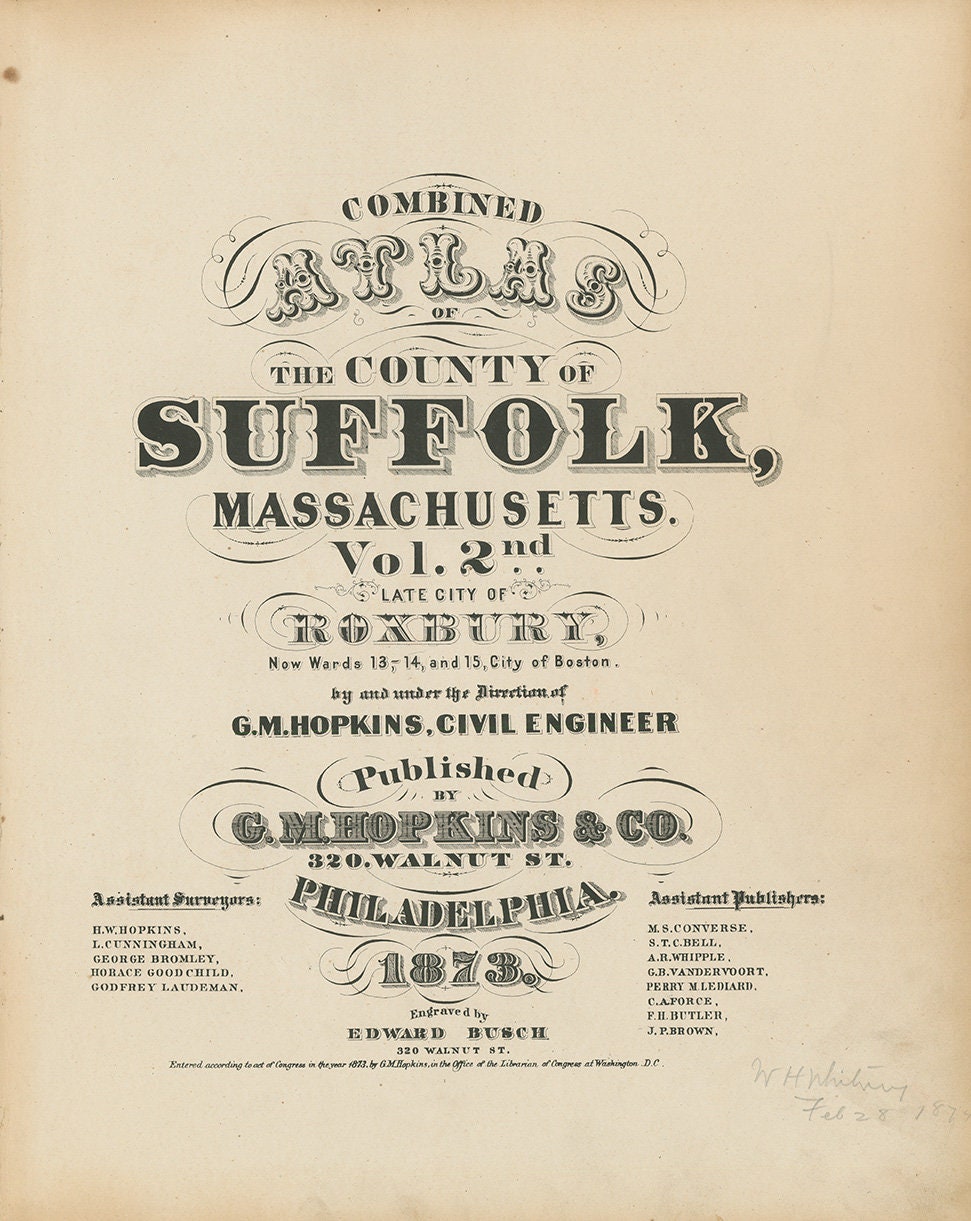 COMBINED
ATLAS
OF
THE COUNTY OF
SUFFOLK,
MASSACHUSETTS.
Vol. 2nd
LATE CITY OF
ROXBURY,
Now Wards 13,-14, and 15, City of Boston.
by and under the Direction of
G.M.HOPKINS, CIVIL ENGINEER
Published
BY
G.M.HOPKINS & CO.
320. WALNUT ST.
PHILADELPHIA.
1873.
Engraved by
EDWARD BUSCH
320 WALNUT ST.
Assistant Surveyors:
H.W.HOPKINS,
L.CUNNINGHAM,
GEORGE BROMLEY,
HORACE GOODCHILD,
GODFREY LAUDEMAN,
Assistant Publishers:
M.S.CONVERSE,
S.T.C.BELL,
A.R.WHIPPLE,
G.B.VANDERVOORT,
PERRY M.LEDIARD,
C.A.FORCE,
F.H.BUTLER,
J.P.BROWN,
Entered according to act of Congress in the year 1873, by G.M.Hopkins, in the Office of the Librarian of Congress at Washington. D.C.
W H Whitney
Feb 28